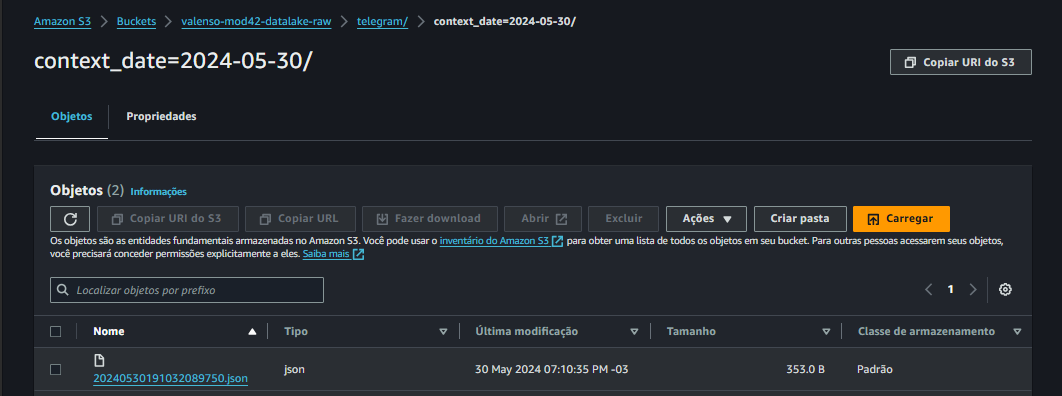 Amazon S3 > Buckets > valenso-mod42-datalake-raw > telegram/ > context_date=2024-05-30/
context_date=2024-05-30/
Copiar URI do S3
Objetos Propriedades
Objetos (2) Informações
Copiar URI do S3 Copiar URL Fazer download Abrir Excluir Ações Criar pasta Carregar
Os objetos são as entidades fundamentais armazenadas no Amazon S3. Você pode usar o inventário do Amazon S3 para obter uma lista de todos os objetos em seu bucket. Para outras pessoas acessarem seus objetos,
você precisará conceder permissões explicitamente a eles. Saiba mais
Localizar objetos por prefixo
< 1 >
Nome Tipo Última modificação Tamanho Classe de armazenamento
20240530191032089750.json json 30 May 2024 07:10:35 PM -03 353.0 B Padrão